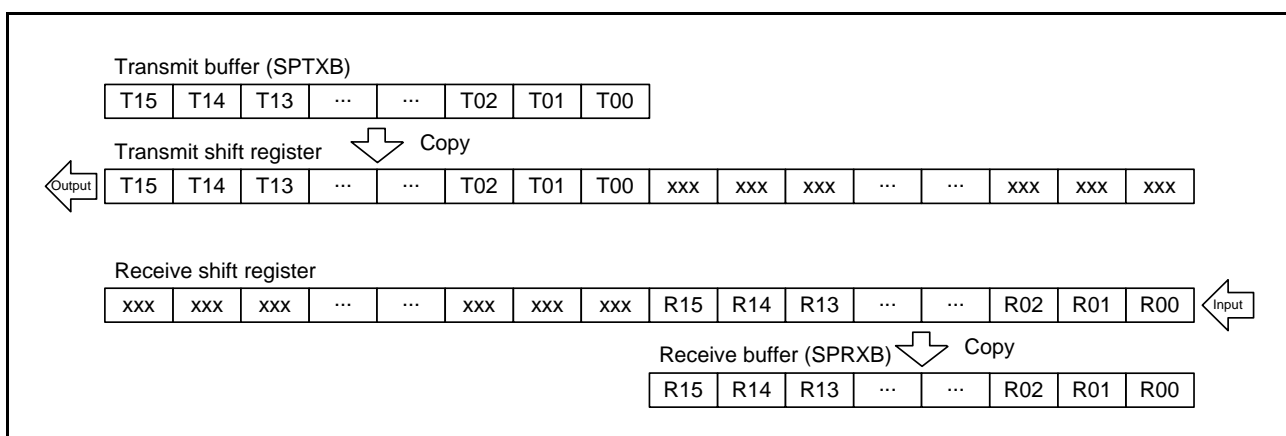 Transmit buffer (SPTXB)
T15 T14 T13 ... ... T02 T01 T00
Copy
Transmit shift register
Output T15 T14 T13 ... ... T02 T01 T00 xxx xxx xxx ... ... xxx xxx xxx
Receive shift register
xxx xxx xxx ... ... xxx xxx xxx R15 R14 R13 ... ... R02 R01 R00 Input
Copy
Receive buffer (SPRXB)
R15 R14 R13 ... ... R02 R01 R00